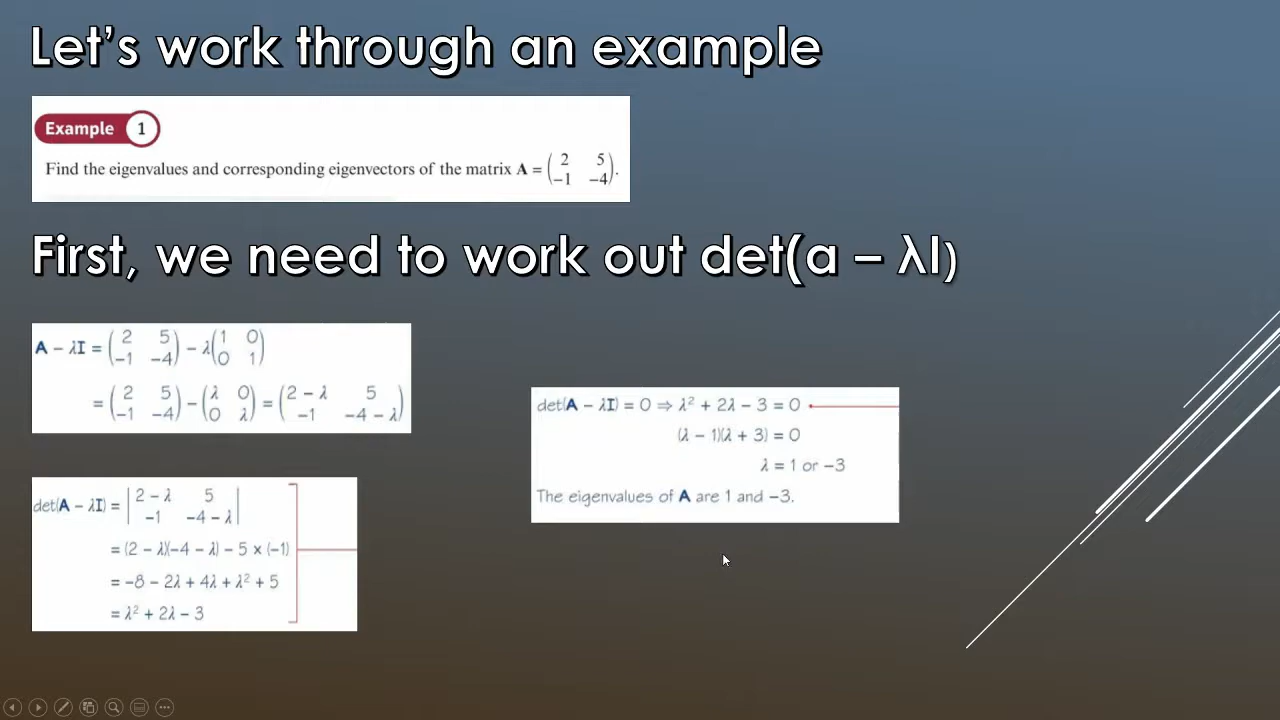 Let's work through an example
Example 1
Find the eigenvalues and corresponding eigenvectors of the matrix A = (2 5
−1 −4).
First, we need to work out det(a – λI)
A − λI = (2 5
−1 −4) − λ(1 0
0 1)
= (2 5
−1 −4) − (λ 0
0 λ) = (2 − λ 5
−1 −4 − λ)
det(A − λI) = |2 − λ 5
−1 −4 − λ|
= (2 − λ)(−4 − λ) − 5 × (−1)
= −8 − 2λ + 4λ + λ² + 5
= λ² + 2λ − 3
det(A − λI) = 0 ⇒ λ² + 2λ − 3 = 0
(λ − 1)(λ + 3) = 0
λ = 1 or −3
The eigenvalues of A are 1 and −3.